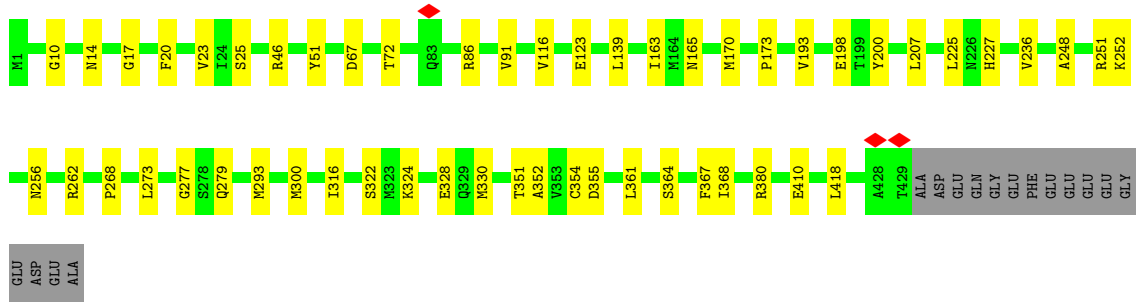 M1 G10 N14 G17 F20 V23 I24 S25 R46 Y51 D67 T72 Q83 R86 V91 V116 E123 L139 I163 M164 N165 M170 P173 V193 E198 T199 Y200 L207 L225 N226 H227 V236 A248 R251 K252
N256 R262 P268 L273 G277 S278 Q279 M293 M300 I316 S322 M323 K324 E328 Q329 M330 T351 A352 V353 C354 D355 L361 S364 F367 I368 R380 E410 L418 A428 T429 ALA ASP GLU GLN GLY GLU PHE GLU GLU GLU GLU GLY
GLU ASP GLU ALA